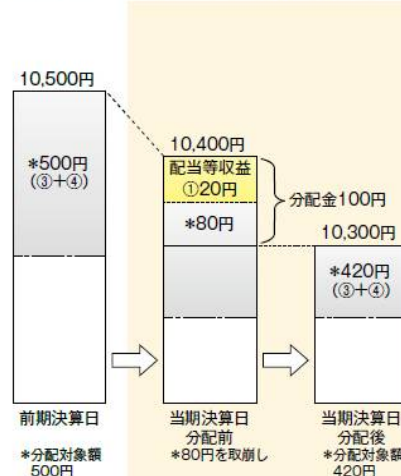 10,500円
*500円
(③+④)
10,400円
配当等収益
①20円
*80円
分配金100円
10,300円
*420円
(③+④)
前期決算日
*分配対象額
500円
当期決算日
分配前
*80円を取崩し
当期決算日
分配後
*分配対象額
420円